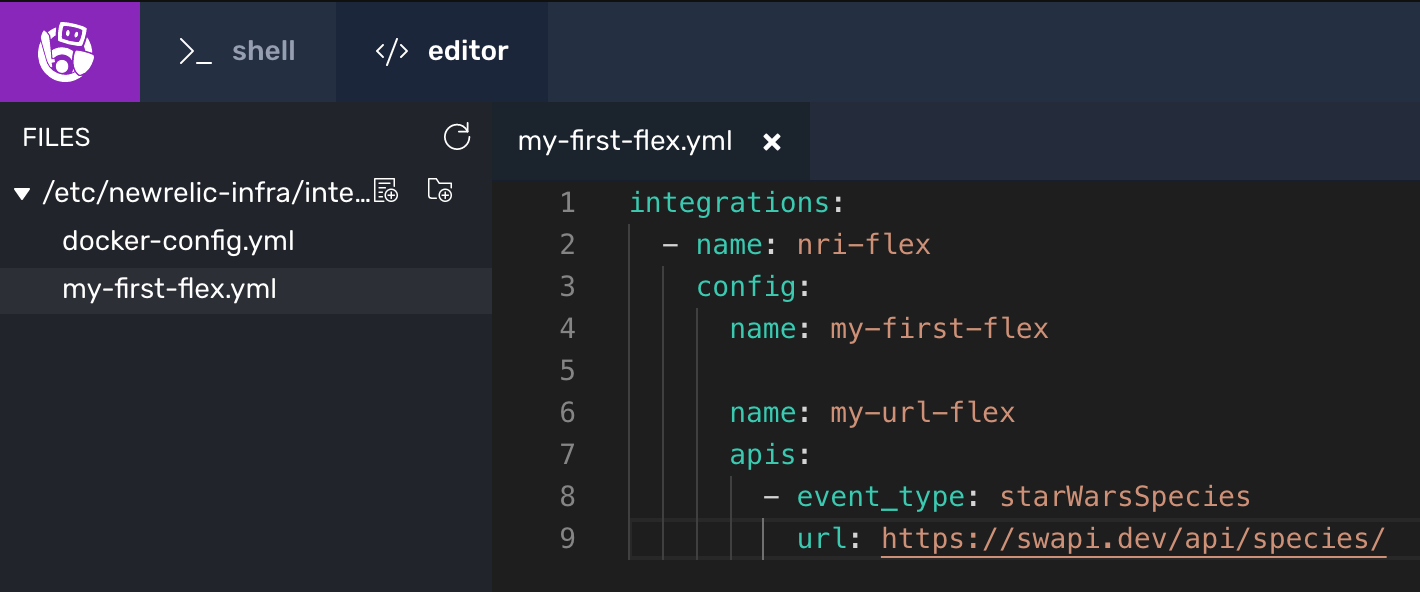 >_ shell
</> editor
FILES
my-first-flex.yml ×
/etc/newrelic-infra/inte...
docker-config.yml
my-first-flex.yml
1 integrations:
2 - name: nri-flex
3 config:
4 name: my-first-flex
5
6 name: my-url-flex
7 apis:
8 - event_type: starWarsSpecies
9 url: https://swapi.dev/api/species/